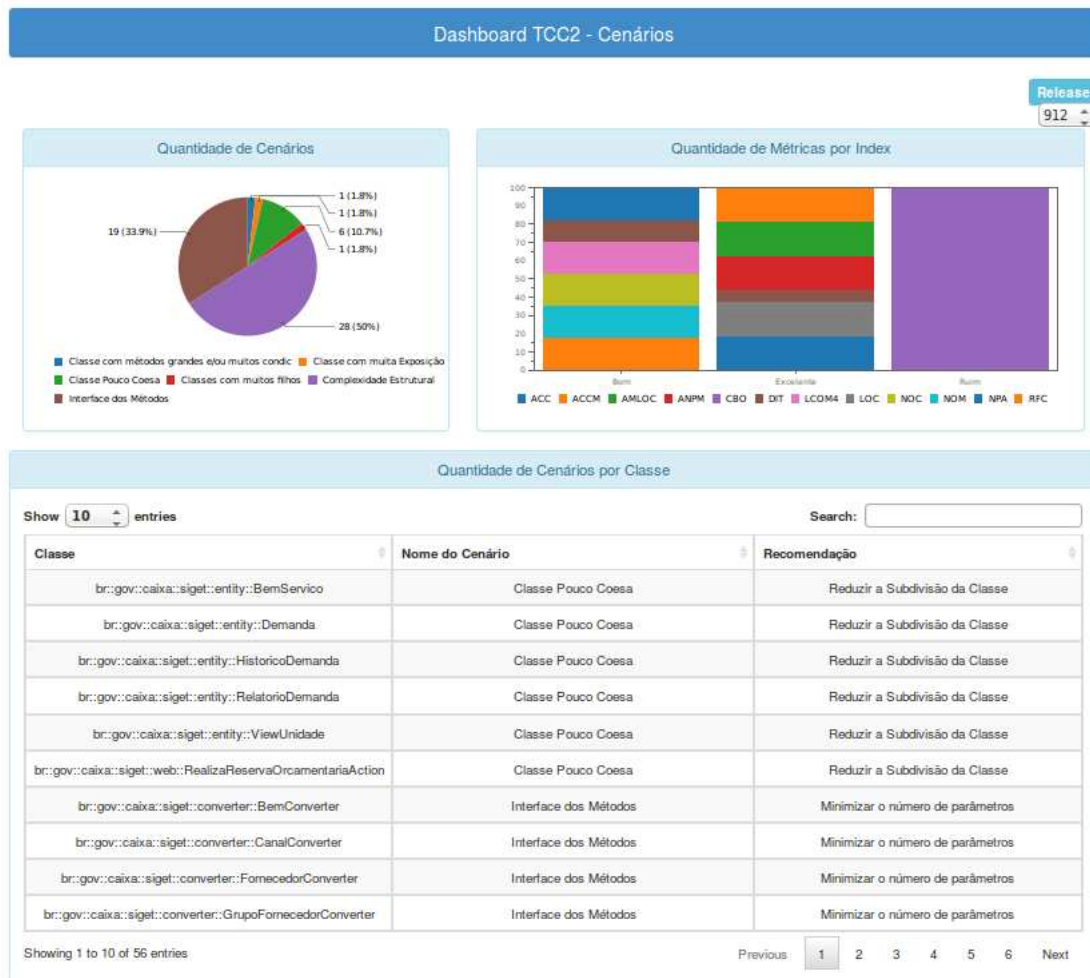 Dashboard TCC2 - Cenários
Release
912
Quantidade de Cenários
1 (1.8%)
1 (1.8%)
6 (10.7%)
1 (1.8%)
19 (33.9%)
28 (50%)
Classe com métodos grandes e/ou muitos condic Classe com muita Exposição
Classe Pouco Coesa Classes com muitos filhos Complexidade Estrutural
Interface dos Métodos
Quantidade de Métricas por Index
100
90
80
70
60
50
40
30
20
10
0
Bom Excelente Ruim
ACC ACCM AMLOC ANPM CBO DIT LCOM4 LOC NOC NOM NPA RFC
Quantidade de Cenários por Classe
Show 10 entries Search:
Classe Nome do Cenário Recomendação
br::gov::caixa::siget::entity::BemServico Classe Pouco Coesa Reduzir a Subdivisão da Classe
br::gov::caixa::siget::entity::Demanda Classe Pouco Coesa Reduzir a Subdivisão da Classe
br::gov::caixa::siget::entity::HistoricoDemanda Classe Pouco Coesa Reduzir a Subdivisão da Classe
br::gov::caixa::siget::entity::RelatorioDemanda Classe Pouco Coesa Reduzir a Subdivisão da Classe
br::gov::caixa::siget::entity::ViewUnidade Classe Pouco Coesa Reduzir a Subdivisão da Classe
br::gov::caixa::siget::web::RealizaReservaOrcamentariaAction Classe Pouco Coesa Reduzir a Subdivisão da Classe
br::gov::caixa::siget::converter::BemConverter Interface dos Métodos Minimizar o número de parâmetros
br::gov::caixa::siget::converter::CanalConverter Interface dos Métodos Minimizar o número de parâmetros
br::gov::caixa::siget::converter::FornecedorConverter Interface dos Métodos Minimizar o número de parâmetros
br::gov::caixa::siget::converter::GrupoFornecedorConverter Interface dos Métodos Minimizar o número de parâmetros
Showing 1 to 10 of 56 entries Previous 1 2 3 4 5 6 Next